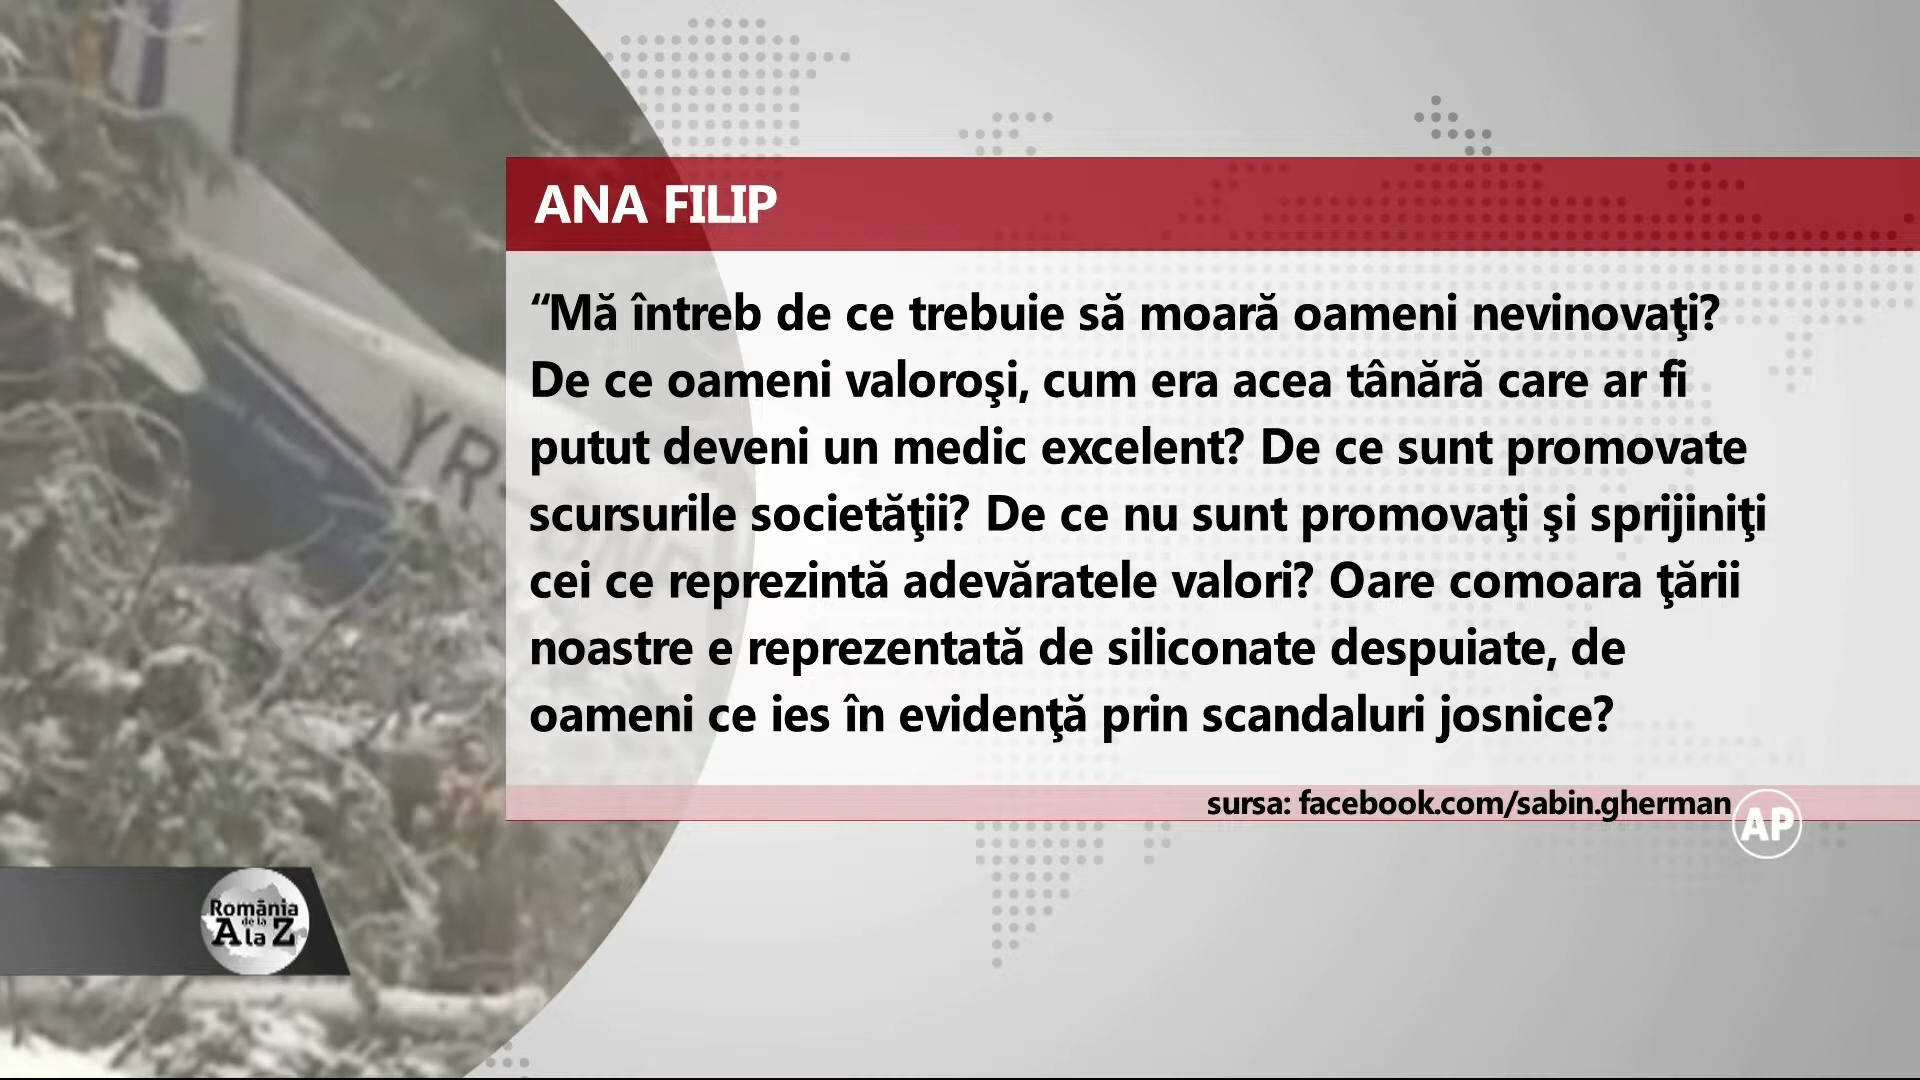 ANA FILIP
“Mă întreb de ce trebuie să moară oameni nevinovaţi?
De ce oameni valoroşi, cum era acea tânără care ar fi
putut deveni un medic excelent? De ce sunt promovate
scursurile societăţii? De ce nu sunt promovaţi şi sprijiniţi
cei ce reprezintă adevăratele valori? Oare comoara ţării
noastre e reprezentată de siliconate despuiate, de
oameni ce ies în evidenţă prin scandaluri josnice?
sursa: facebook.com/sabin.gherman
AP
YR-
România
de la
A la Z